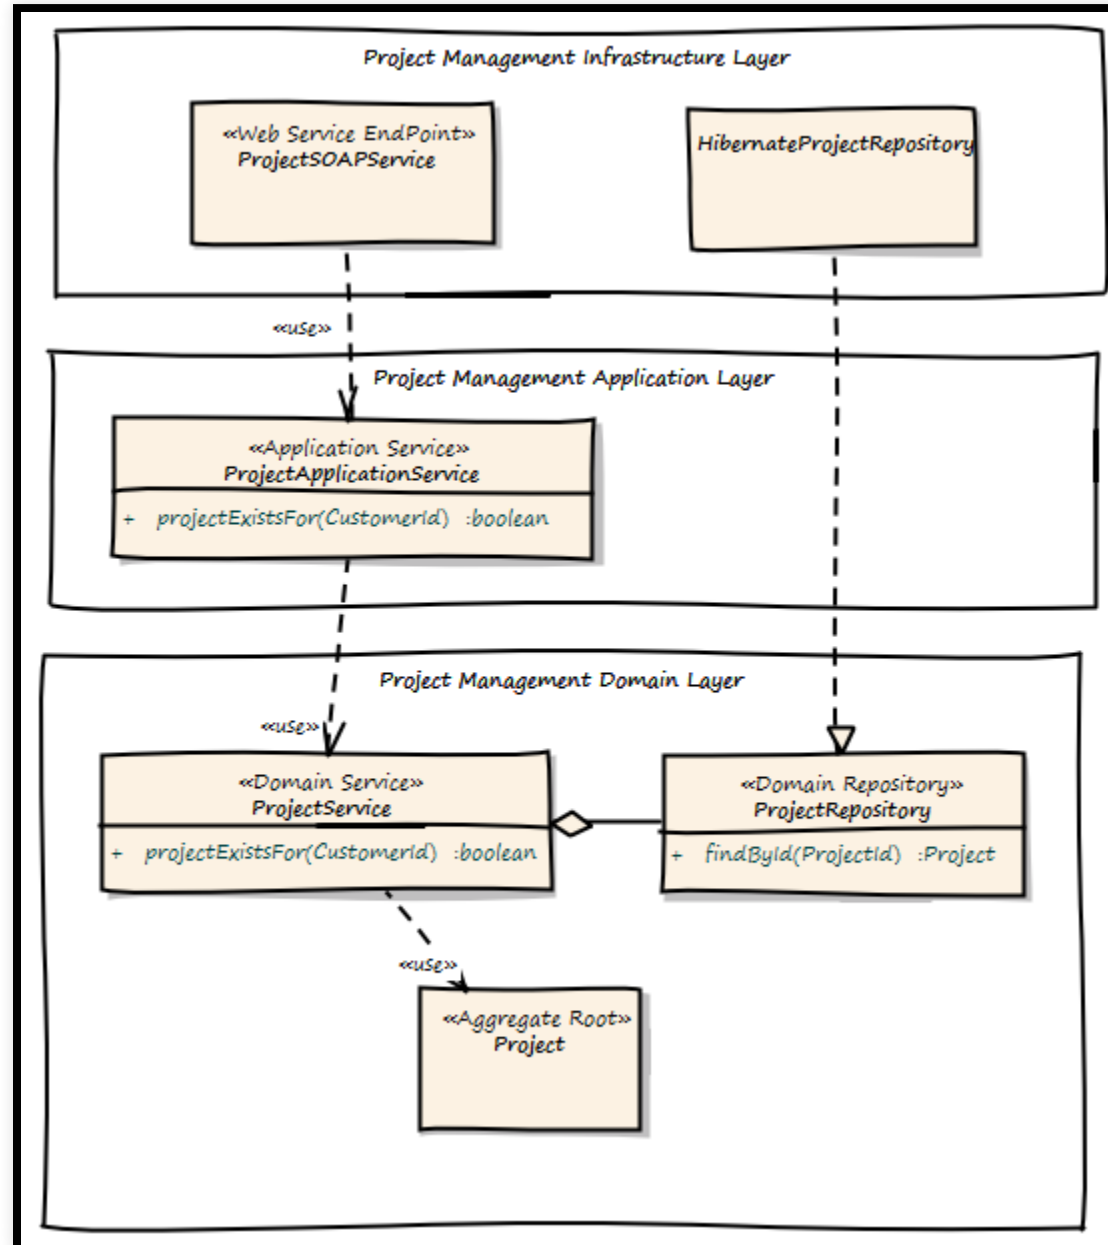 Project Management Infrastructure Layer
«Web Service EndPoint»
ProjectSOAPService
HibernateProjectRepository
«use»
Project Management Application Layer
«Application Service»
ProjectApplicationService
+ projectExistsFor(CustomerId) :boolean
«use»
Project Management Domain Layer
«Domain Service»
ProjectService
+ projectExistsFor(CustomerId) :boolean
«Domain Repository»
ProjectRepository
+ findById(ProjectId) :Project
«use»
«Aggregate Root»
Project